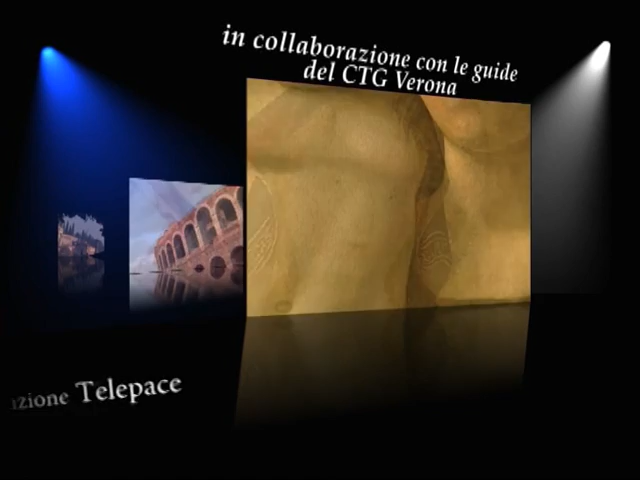 in collaborazione con le guide
del CTG Verona
zione Telepace